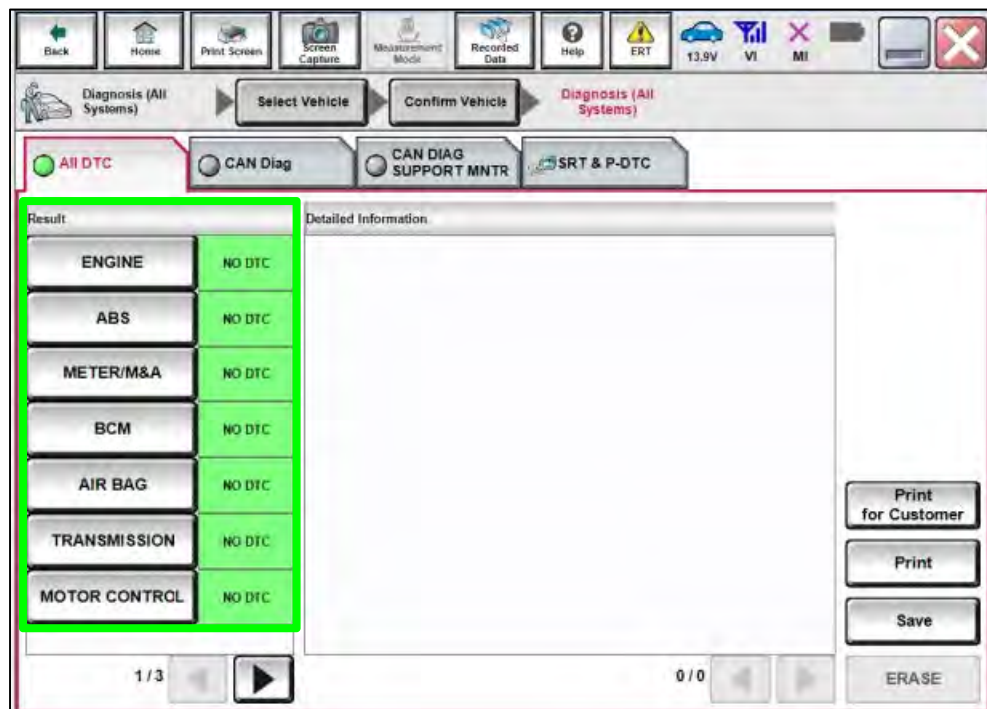 Back
Home
Print Screen
Screen
Capture
Measurement
Mode
Recorded
Data
Help
ERT
13.9V
VI
MI
Diagnosis (All
Systems)
Select Vehicle
Confirm Vehicle
Diagnosis (All
Systems)
All DTC
CAN Diag
CAN DIAG
SUPPORT MNTR
SRT & P-DTC
Result
Detailed Information
ENGINE NO DTC
ABS NO DTC
METER/M&A NO DTC
BCM NO DTC
AIR BAG NO DTC
TRANSMISSION NO DTC
MOTOR CONTROL NO DTC
Print
for Customer
Print
Save
1/3
0/0
ERASE